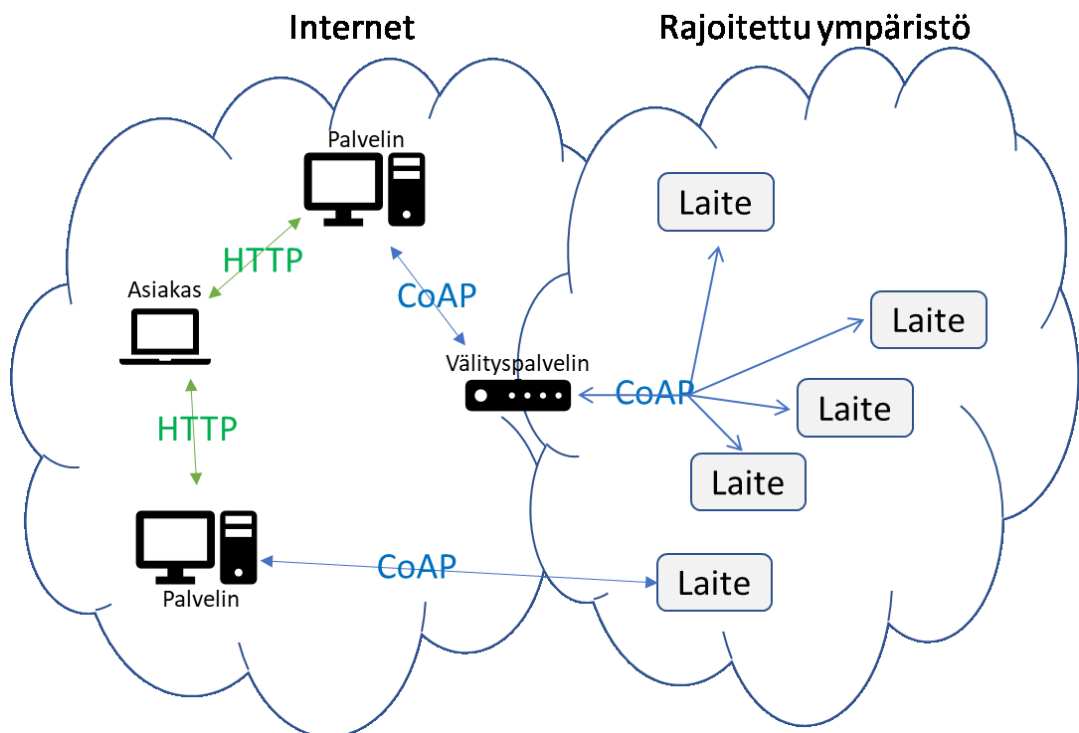 Internet
Rajoitettu ympäristö
Palvelin
Laite
HTTP
Asiakas
CoAP
Laite
Välityspalvelin
CoAP
Laite
HTTP
Laite
CoAP
Laite
Palvelin